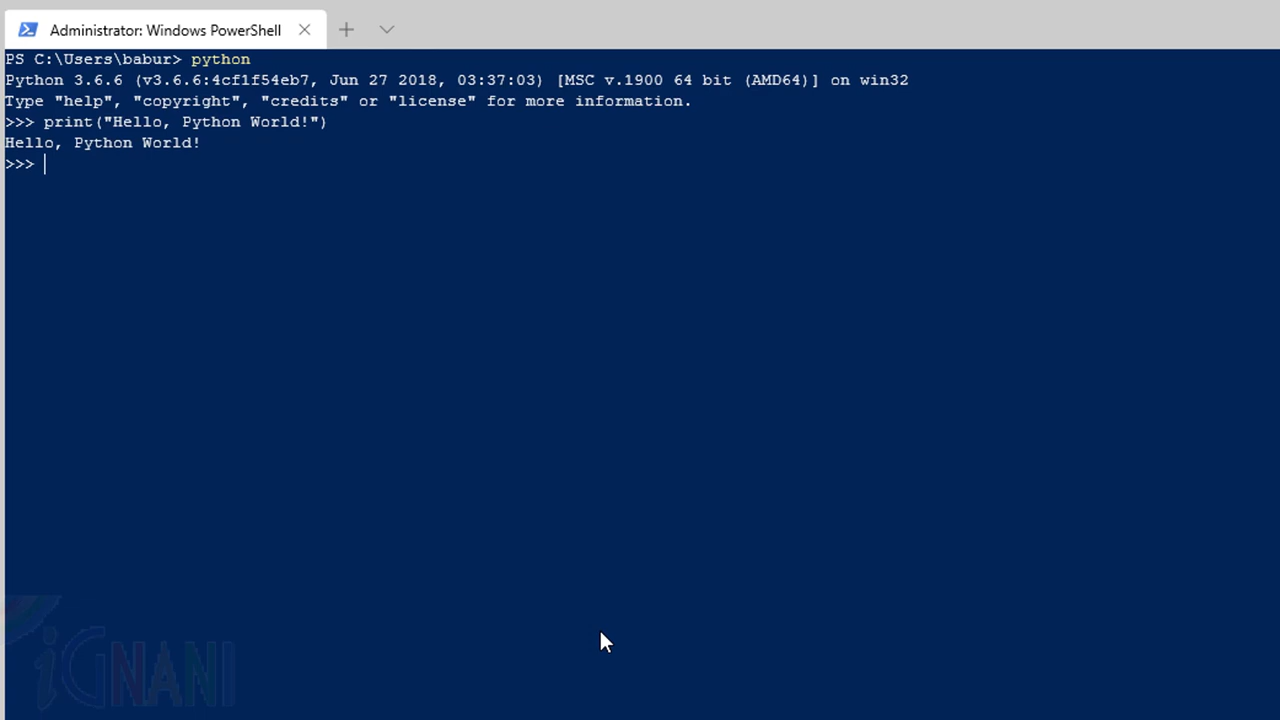 Administrator: Windows PowerShell
PS C:\Users\babur> python
Python 3.6.6 (v3.6.6:4cf1f54eb7, Jun 27 2018, 03:37:03) [MSC v.1900 64 bit (AMD64)] on win32
Type "help", "copyright", "credits" or "license" for more information.
>>> print("Hello, Python World!")
Hello, Python World!
>>>
iGNANI